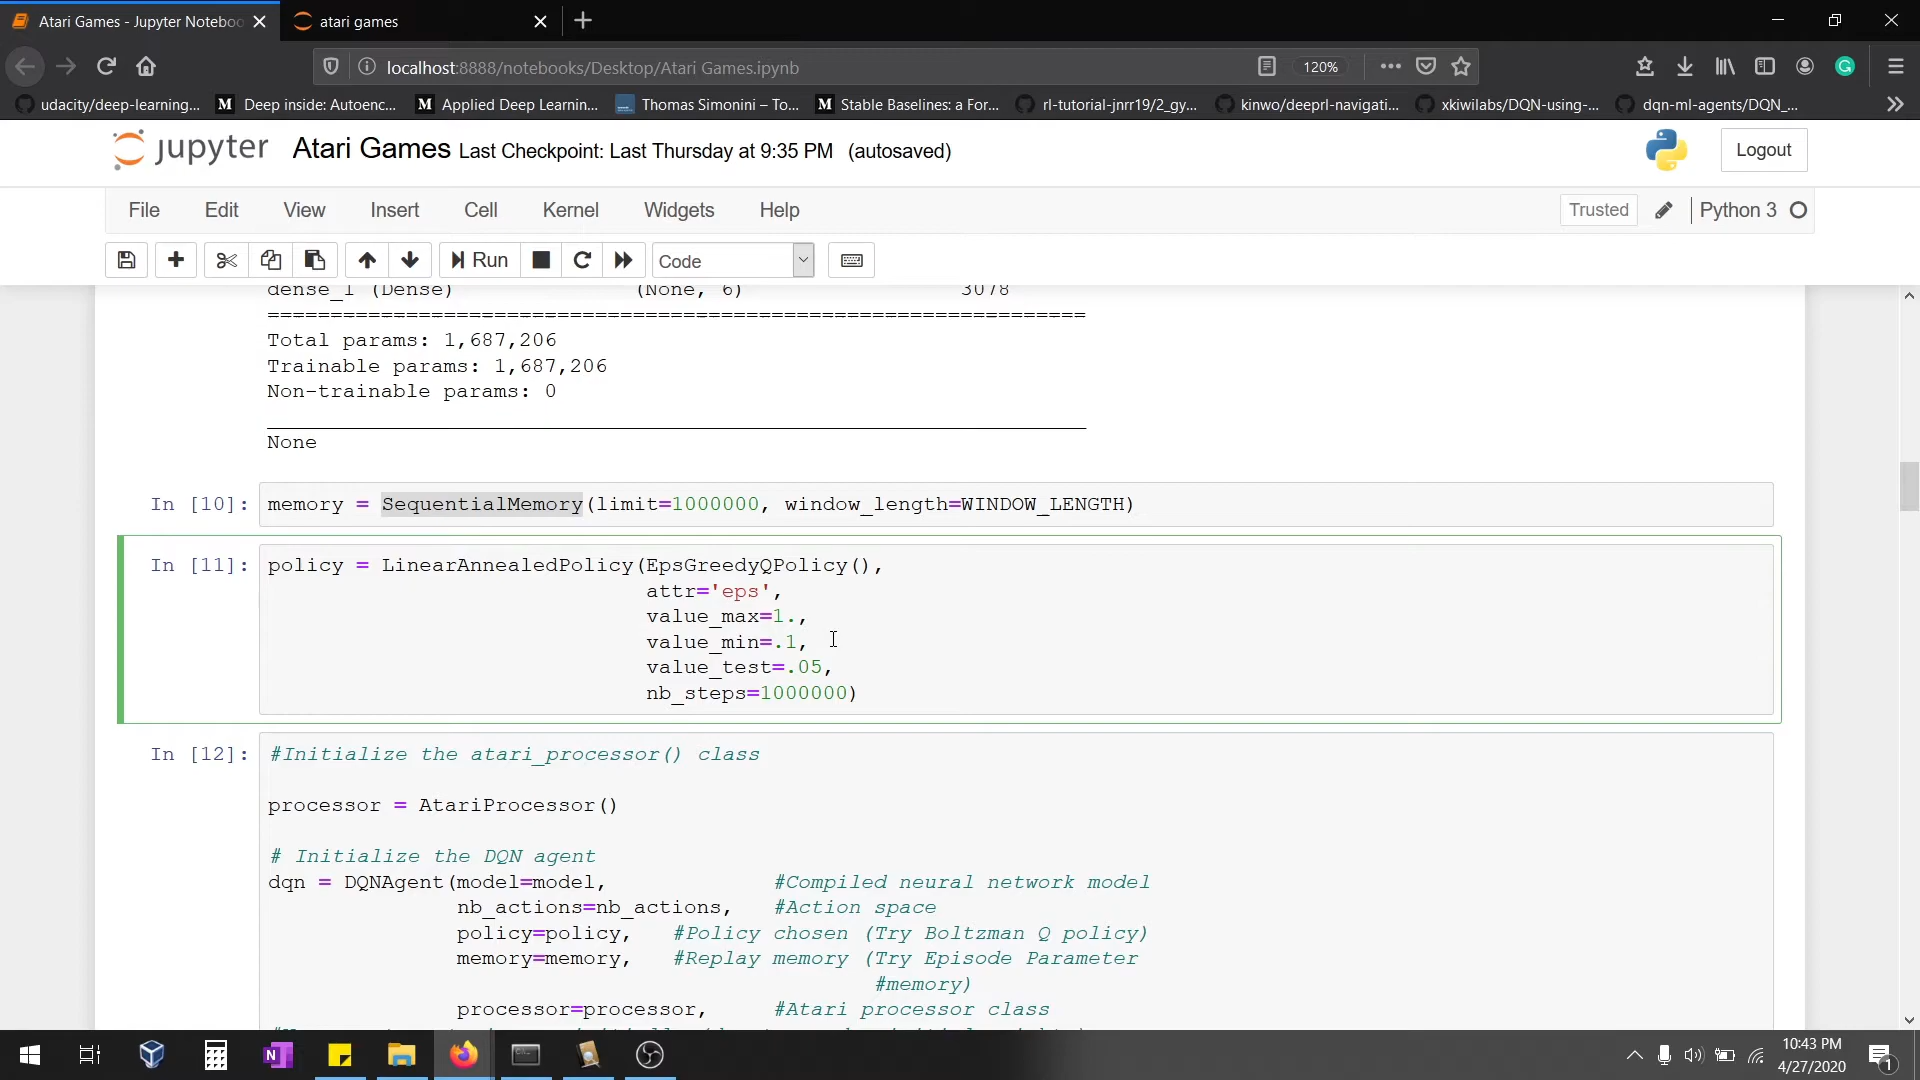 Atari Games - Jupyter Noteboo
atari games
localhost:8888/notebooks/Desktop/Atari Games.ipynb
120%
udacity/deep-learning...
Deep inside: Autoenc...
Applied Deep Learnin...
Thomas Simonini – To...
Stable Baselines: a For...
rl-tutorial-jnrr19/2_gy...
kinwo/deeprl-navigati...
xkiwilabs/DQN-using-...
dqn-ml-agents/DQN_...
jupyter Atari Games Last Checkpoint: Last Thursday at 9:35 PM (autosaved)
Logout
File Edit View Insert Cell Kernel Widgets Help
Trusted Python 3
Run Code
dense_1 (Dense) (None, 6) 3078
=================================================================
Total params: 1,687,206
Trainable params: 1,687,206
Non-trainable params: 0
_________________________________________________________________
None
In [10]: memory = SequentialMemory(limit=1000000, window_length=WINDOW_LENGTH)
In [11]: policy = LinearAnnealedPolicy(EpsGreedyQPolicy(),
attr='eps',
value_max=1.,
value_min=.1,
value_test=.05,
nb_steps=1000000)
In [12]: #Initialize the atari_processor() class
processor = AtariProcessor()
# Initialize the DQN agent
dqn = DQNAgent(model=model, #Compiled neural network model
nb_actions=nb_actions, #Action space
policy=policy, #Policy chosen (Try Boltzman Q policy)
memory=memory, #Replay memory (Try Episode Parameter
#memory)
processor=processor, #Atari processor class
10:43 PM
4/27/2020
1